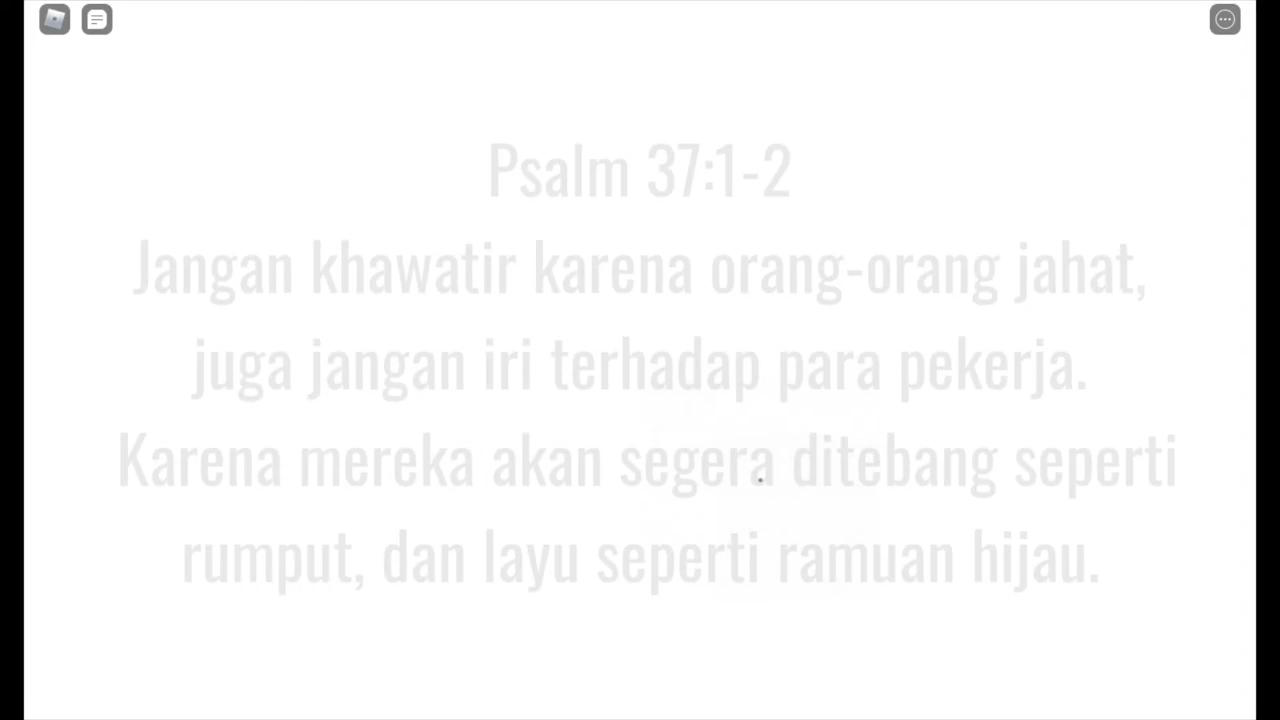 Psalm 37:1-2
Jangan khawatir karena orang-orang jahat,
juga jangan iri terhadap para pekerja.
Karena mereka akan segera ditebang seperti
rumput, dan layu seperti ramuan hijau.